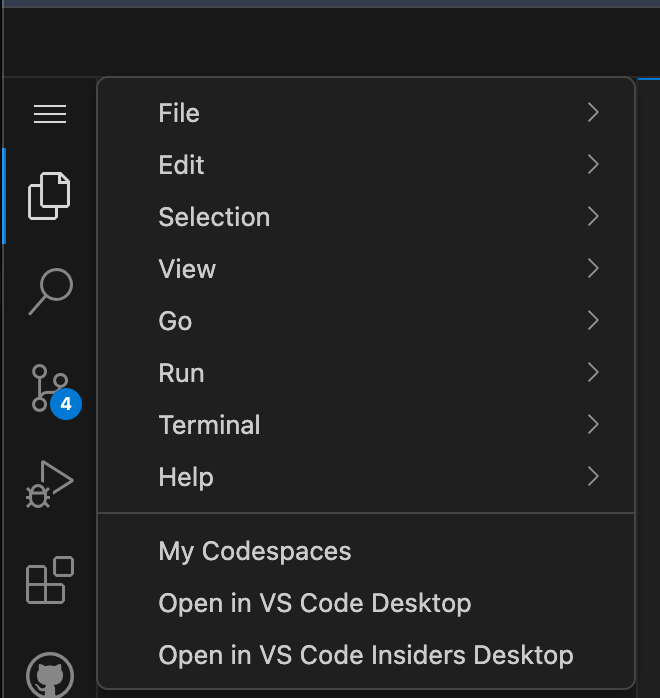 File
Edit
Selection
View
Go
Run
4
Terminal
Help
My Codespaces
Open in VS Code Desktop
Open in VS Code Insiders Desktop